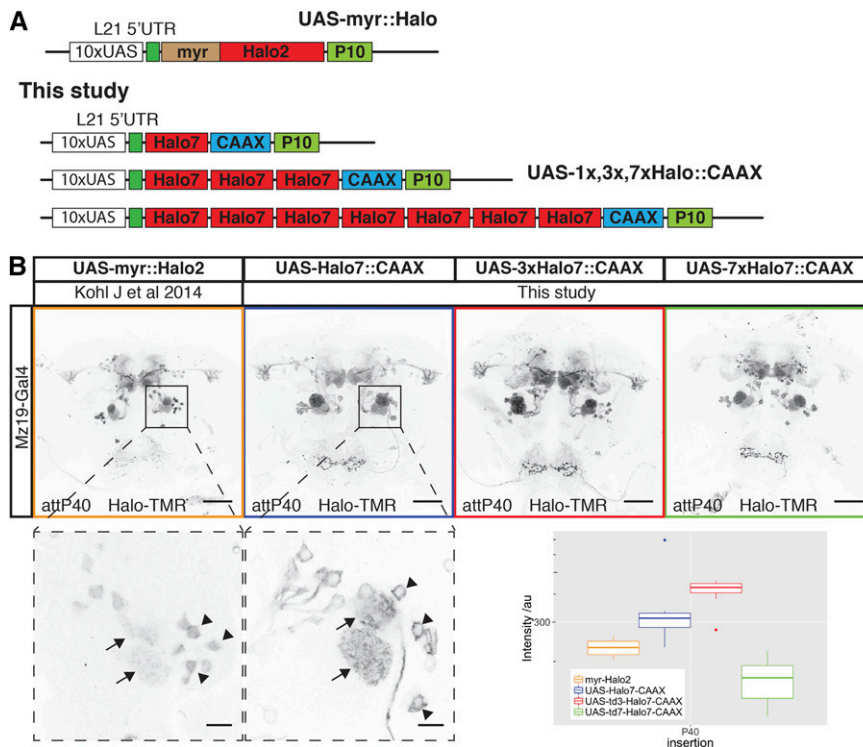 A
UAS-myr::Halo
L21 5'UTR
10xUAS myr Halo2 P10
This study
L21 5'UTR
10xUAS Halo7 CAAX P10
10xUAS Halo7 Halo7 Halo7 CAAX P10
UAS-1x,3x,7xHalo::CAAX
10xUAS Halo7 Halo7 Halo7 Halo7 Halo7 Halo7 Halo7 CAAX P10
B
UAS-myr::Halo2 UAS-Halo7::CAAX UAS-3xHalo7::CAAX UAS-7xHalo7::CAAX
Kohl J et al 2014 This study
Mz19-Gal4
attP40 Halo-TMR
attP40 Halo-TMR
attP40 Halo-TMR
attP40 Halo-TMR
Intensity /au
300
myr-Halo2
UAS-Halo7-CAAX
UAS-td3-Halo7-CAAX
UAS-td7-Halo7-CAAX
P40
insertion